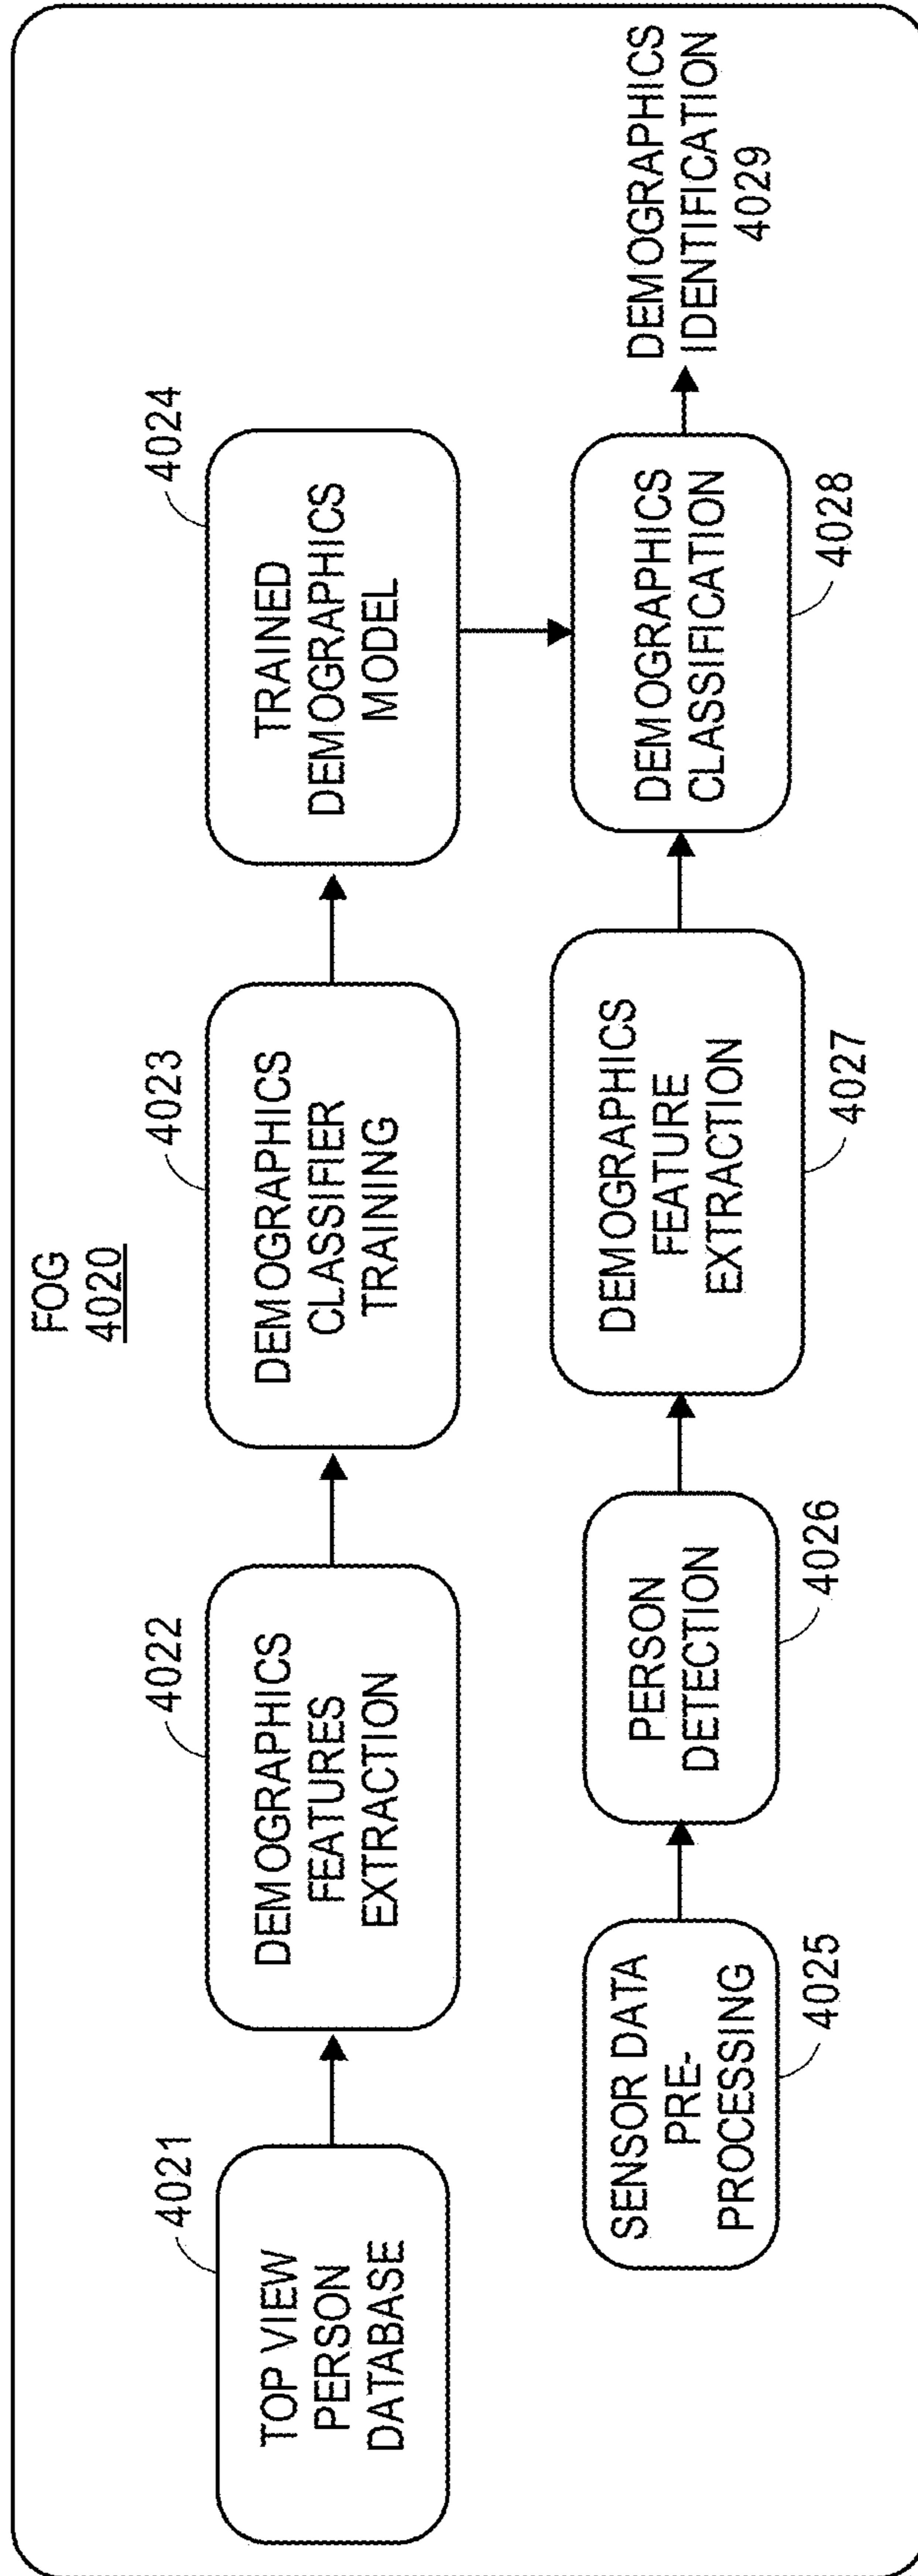 FOG
4020
4021
TOP VIEW
PERSON
DATABASE
4022
DEMOGRAPHICS
FEATURES
EXTRACTION
4023
DEMOGRAPHICS
CLASSIFIER
TRAINING
4024
TRAINED
DEMOGRAPHICS
MODEL
SENSOR DATA
PRE-
PROCESSING
4025
PERSON
DETECTION
4026
DEMOGRAPHICS
FEATURE
EXTRACTION
4027
DEMOGRAPHICS
CLASSIFICATION
4028
DEMOGRAPHICS
IDENTIFICATION
4029